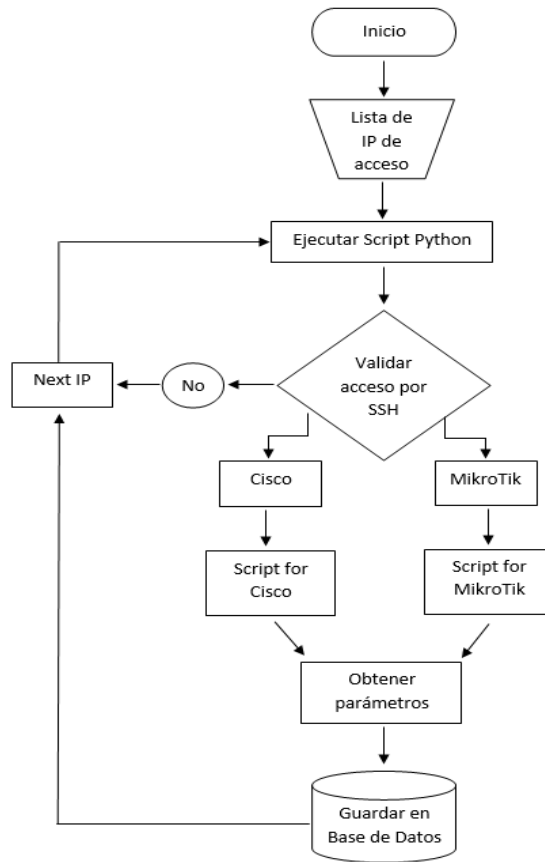 Inicio
Lista de
IP de
acceso
Ejecutar Script Python
Validar
acceso por
SSH
No
Next IP
Cisco
MikroTik
Script for
Cisco
Script for
MikroTik
Obtener
parámetros
Guardar en
Base de Datos